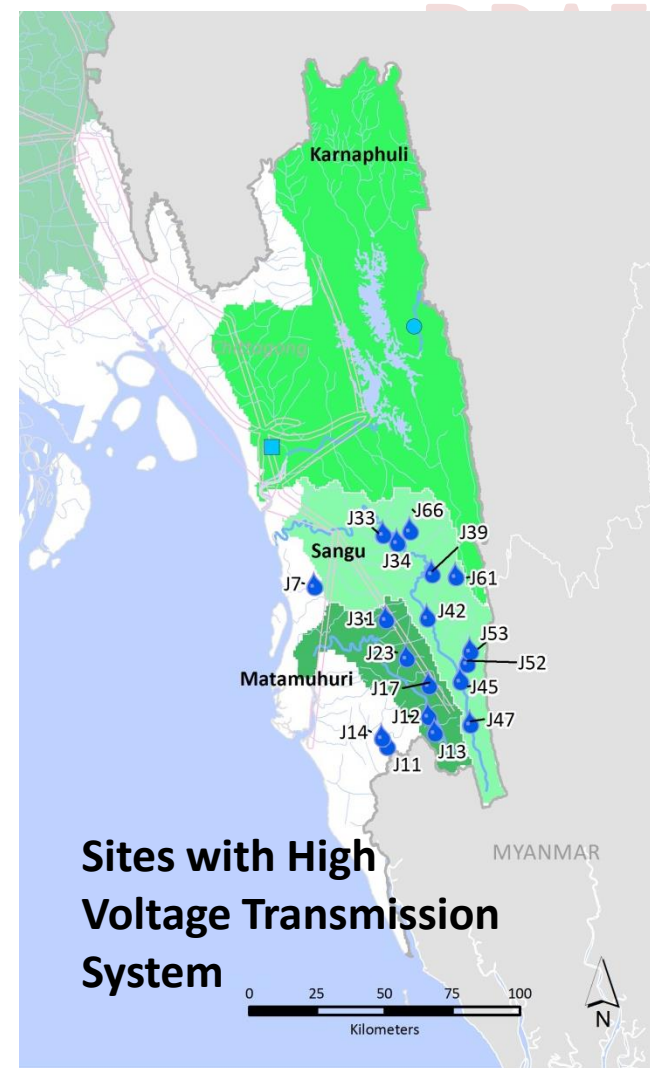 Karnaphuli
Chittagong
J66
J33
J39
J34
Sangu
J61
J7
J42
J31
J53
J23
J52
Matamuhuri
J17
J45
J12
J47
J14
J13
J11
MYANMAR
Sites with High
Voltage Transmission
System
0 25 50 75 100
Kilometers
N